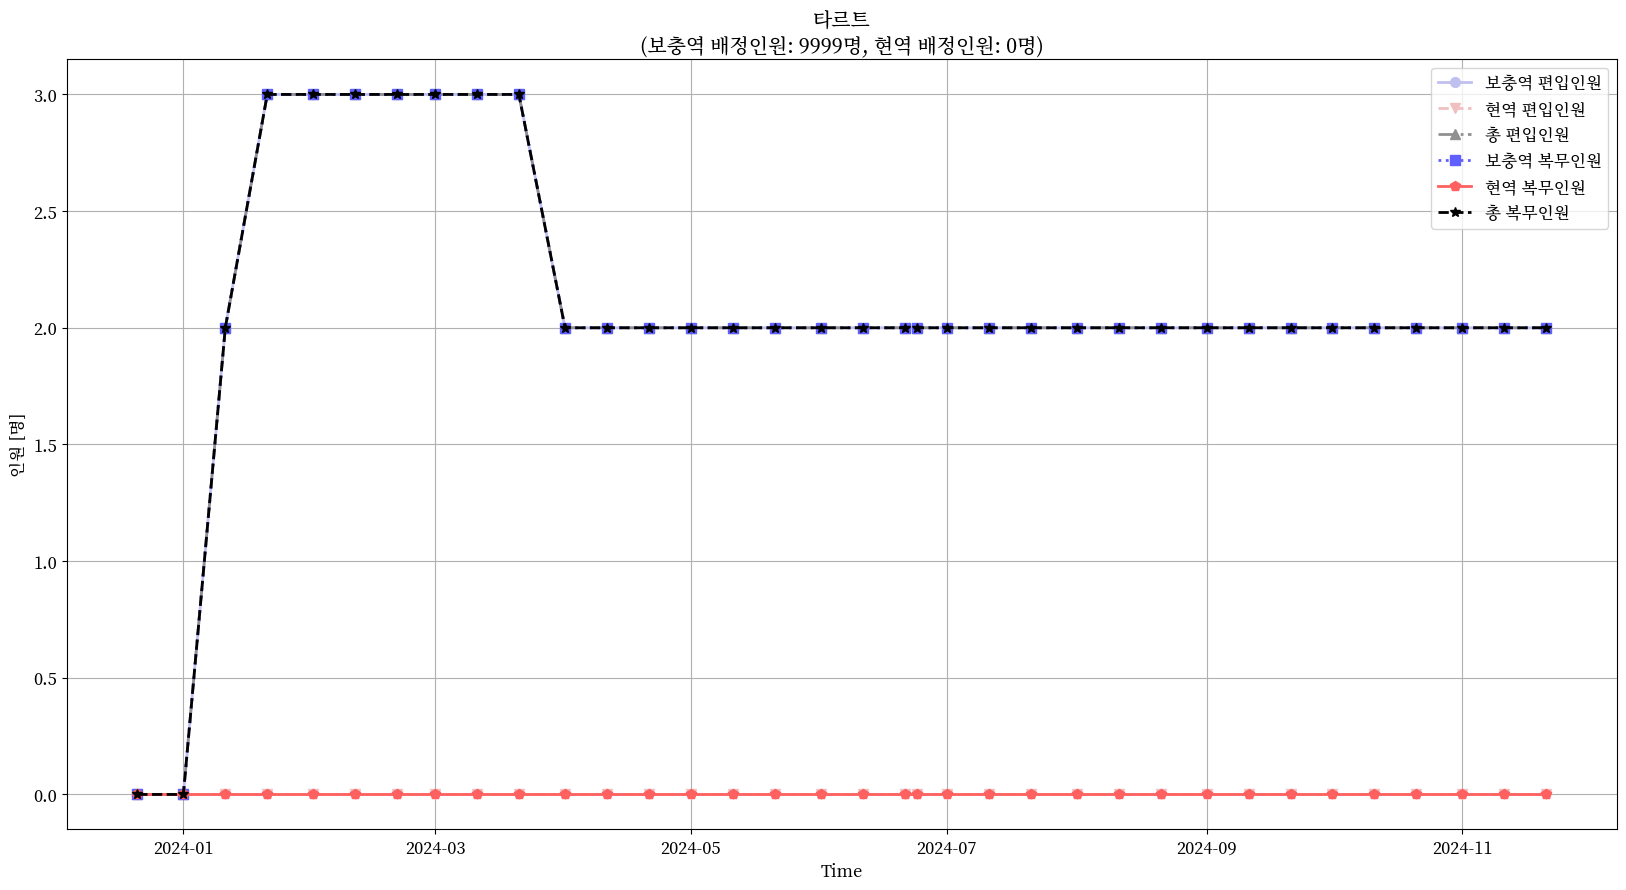 타르트
(보충역 배정인원: 9999명, 현역 배정인원: 0명)
보충역 편입인원
현역 편입인원
총 편입인원
보충역 복무인원
현역 복무인원
총 복무인원
3.0
2.5
2.0
1.5
1.0
0.5
0.0
인원 [명]
2024-01 2024-03 2024-05 2024-07 2024-09 2024-11
Time